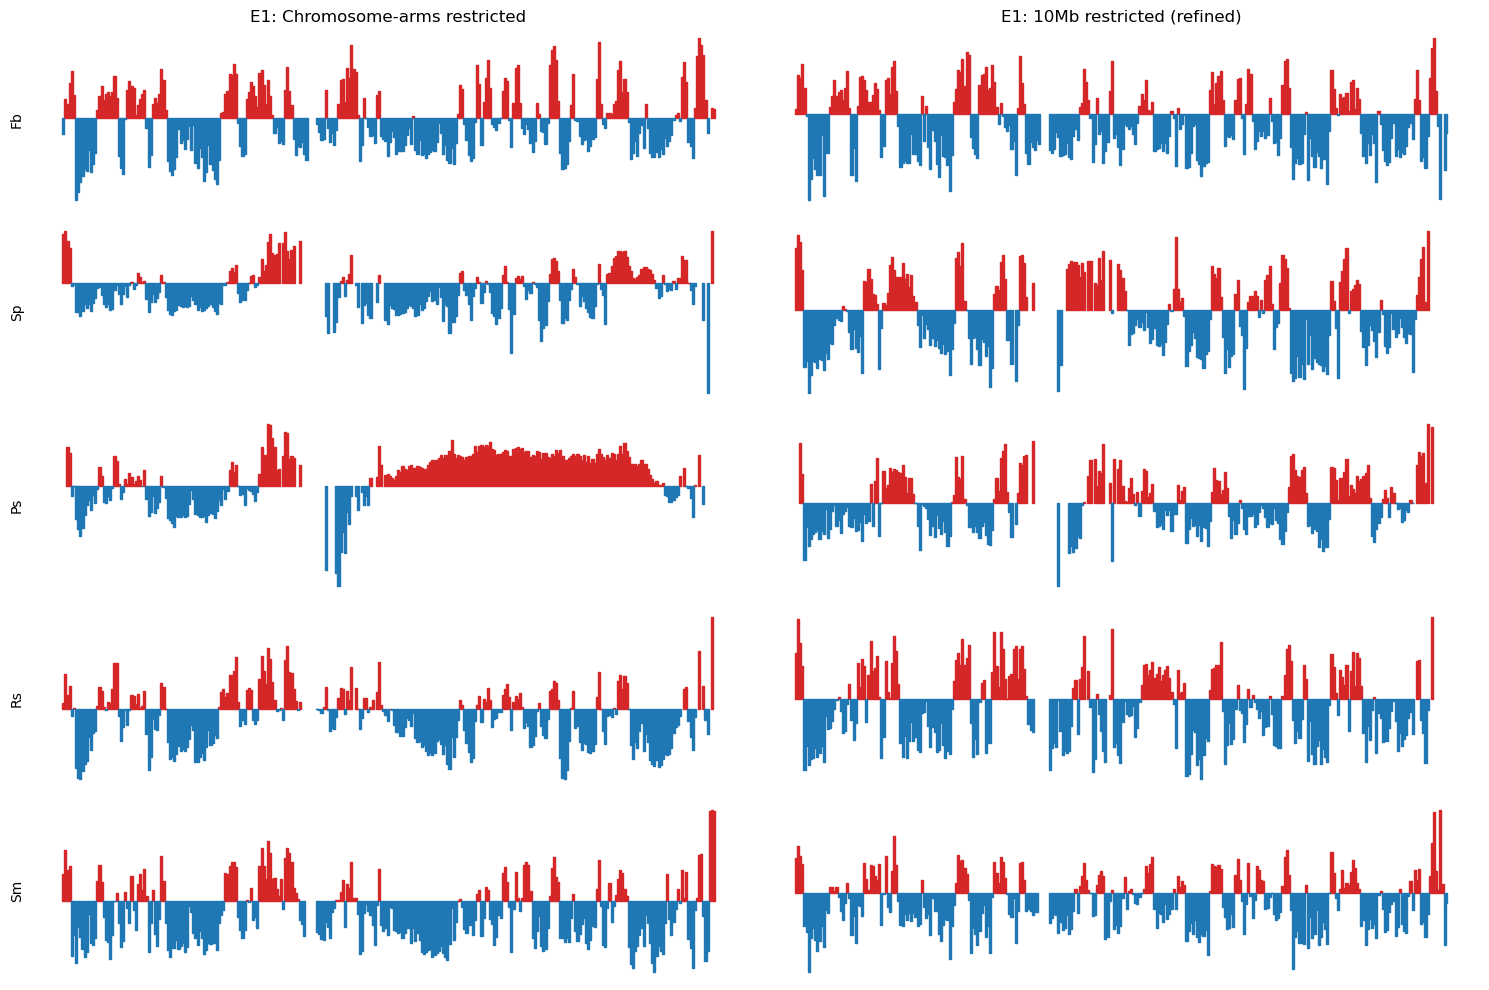 E1: Chromosome-arms restricted
E1: 10Mb restricted (refined)
Fb
Sp
Ps
Rs
Sm